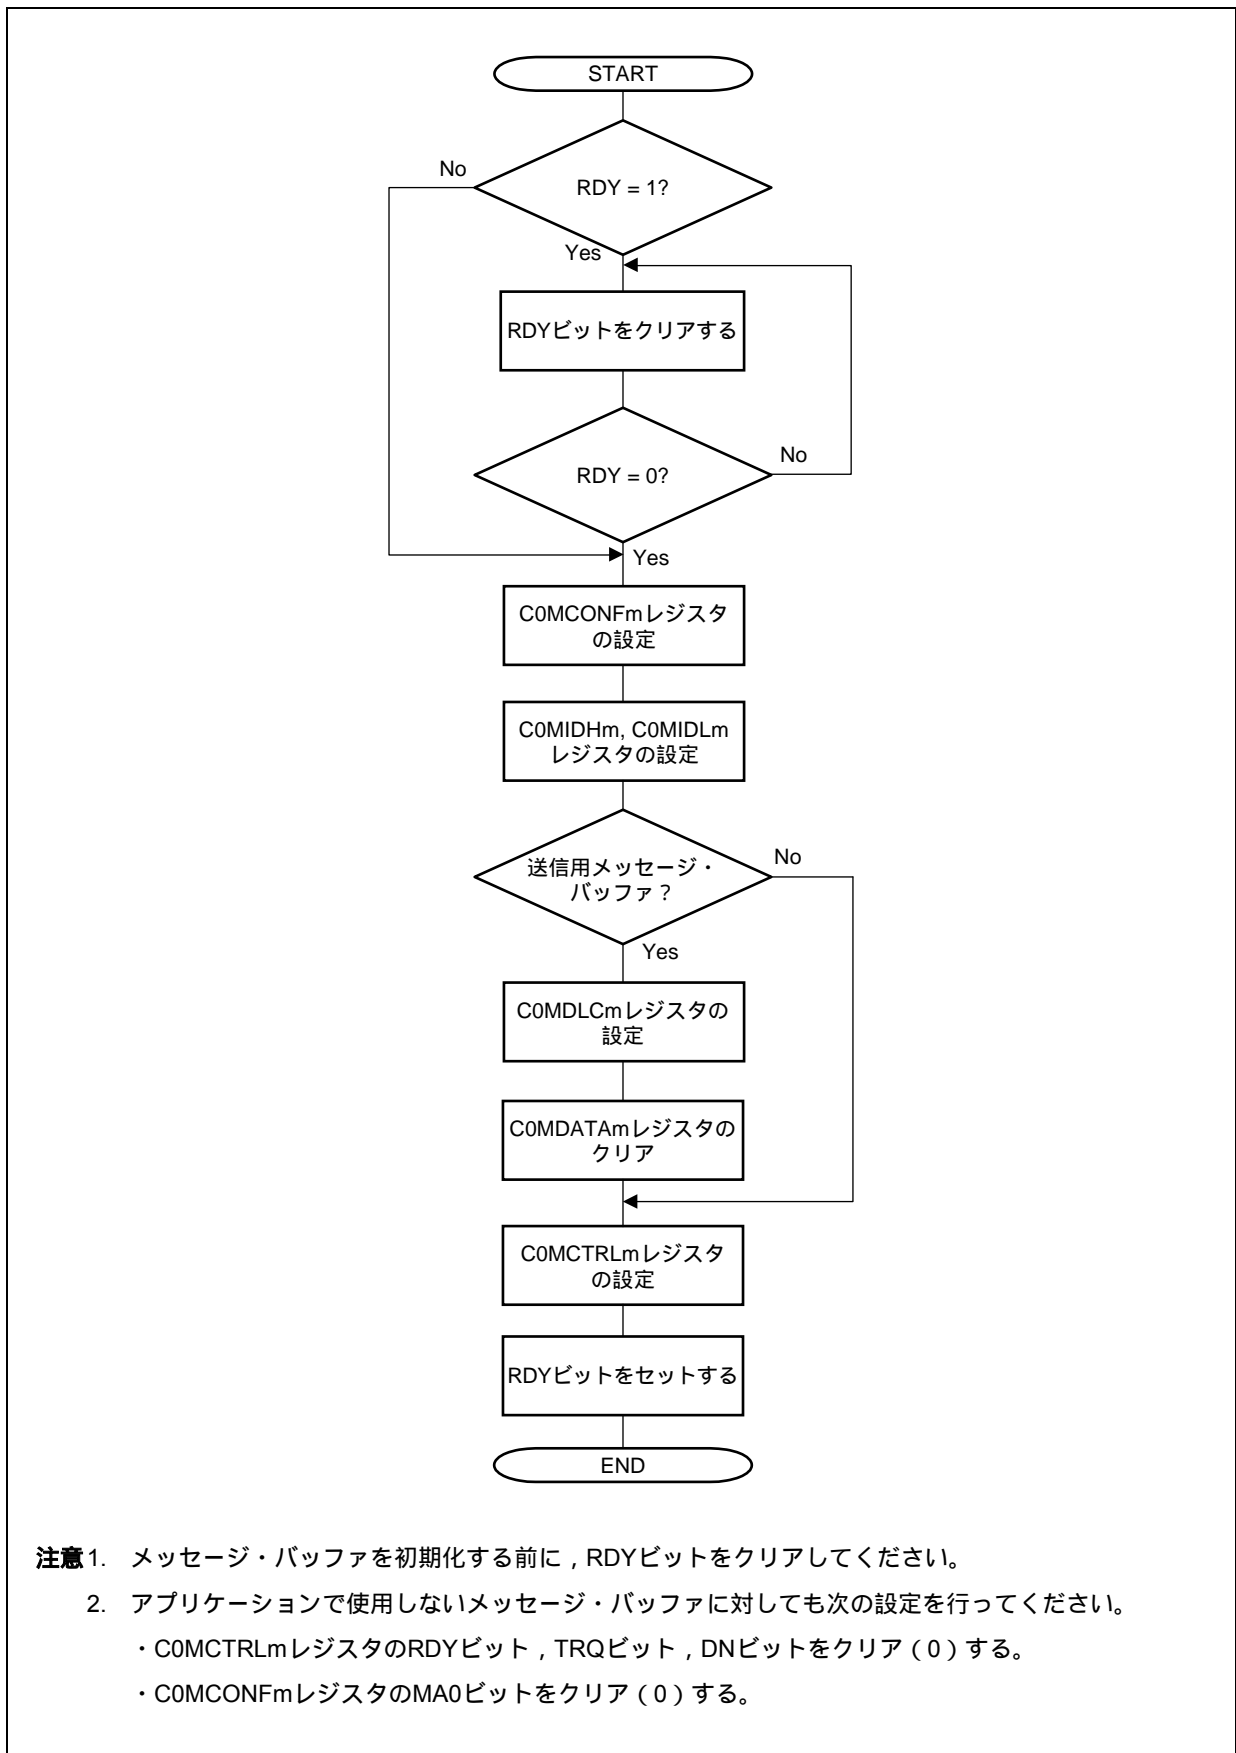 START
No
RDY = 1?
Yes
RDYビットをクリアする
RDY = 0?
No
Yes
C0MCONFmレジスタ
の設定
C0MIDHm, C0MIDLm
レジスタの設定
送信用メッセージ・
バッファ？
No
Yes
C0MDLCmレジスタの
設定
C0MDATAmレジスタの
クリア
C0MCTRLmレジスタ
の設定
RDYビットをセットする
END
注意1. メッセージ・バッファを初期化する前に，RDYビットをクリアしてください。
2. アプリケーションで使用しないメッセージ・バッファに対しても次の設定を行ってください。
・C0MCTRLmレジスタのRDYビット，TRQビット，DNビットをクリア（0）する。
・C0MCONFmレジスタのMA0ビットをクリア（0）する。